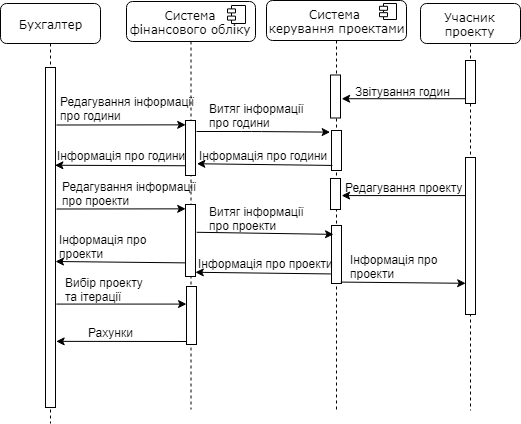 Бухгалтер
Система
фінансового обліку
Система
керування проектами
Учасник
проекту
Звітування годин
Редагування інформації
про години
Витяг інформації
про години
Інформація про години
Інформація про години
Редагування інформації
про проекти
Редагування проекту
Витяг інформації
про проекти
Інформація про
проекти
Інформація про проекти
Інформація про
проекти
Вибір проекту
та ітерації
Рахунки